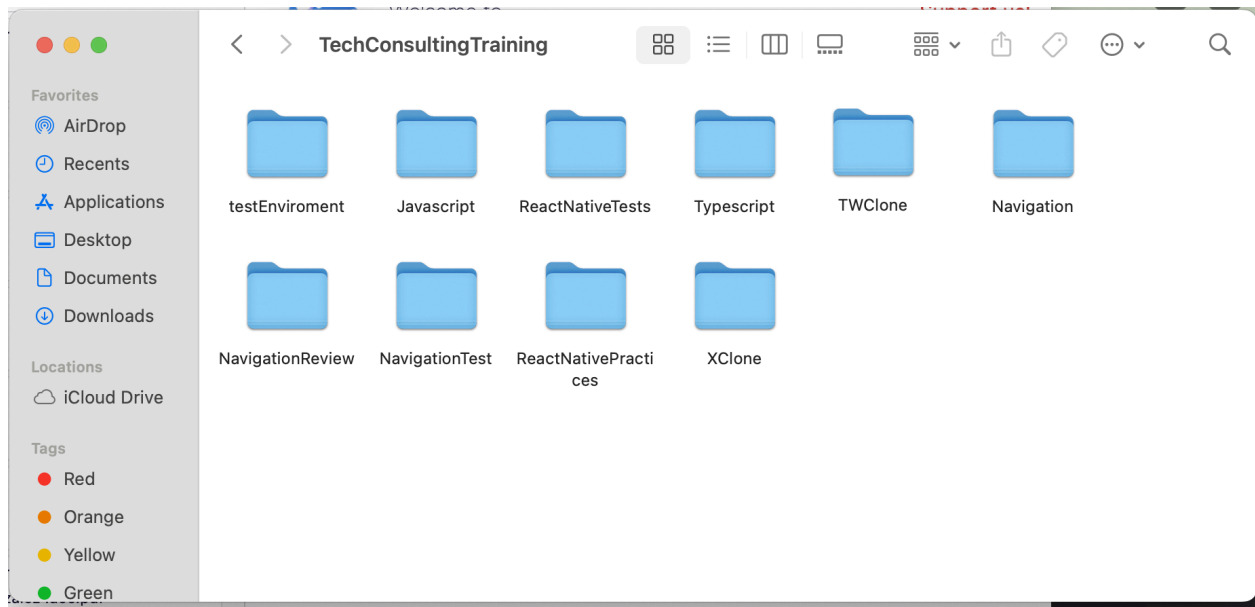 TechConsultingTraining
Favorites
AirDrop
Recents
Applications
Desktop
Documents
Downloads
Locations
iCloud Drive
Tags
Red
Orange
Yellow
Green
testEnviroment
Javascript
ReactNativeTests
Typescript
TWClone
Navigation
NavigationReview
NavigationTest
ReactNativePracti
ces
XClone